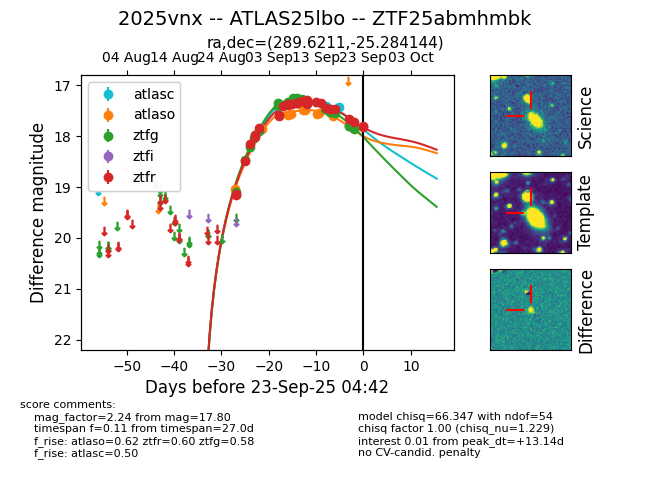 2025vnx -- ATLAS25lbo -- ZTF25abmhmbk
ra,dec=(289.6211,-25.284144)
04 Aug 14 Aug 24 Aug 03 Sep 13 Sep 23 Sep 03 Oct
atlasc
atlaso
ztfg
ztfi
ztfr
17
18
19
20
21
22
Difference magnitude
−50 −40 −30 −20 −10 0 10
Days before 23-Sep-25 04:42
Science
Template
Difference
score comments:
mag_factor=2.24 from mag=17.80
timespan f=0.11 from timespan=27.0d
f_rise: atlaso=0.62 ztfr=0.60 ztfg=0.58
f_rise: atlasc=0.50
model chisq=66.347 with ndof=54
chisq factor 1.00 (chisq_nu=1.229)
interest 0.01 from peak_dt=+13.14d
no CV-candid. penalty